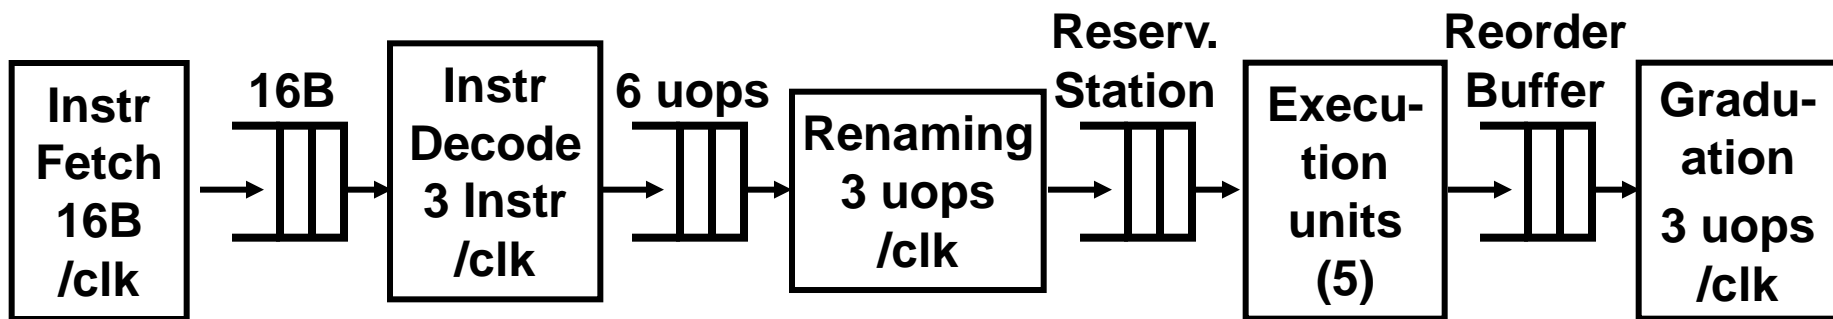 Instr
Fetch
16B
/clk
16B
Instr
Decode
3 Instr
/clk
6 uops
Renaming
3 uops
/clk
Reserv.
Station
Execu-
tion
units
(5)
Reorder
Buffer
Gradu-
ation
3 uops
/clk